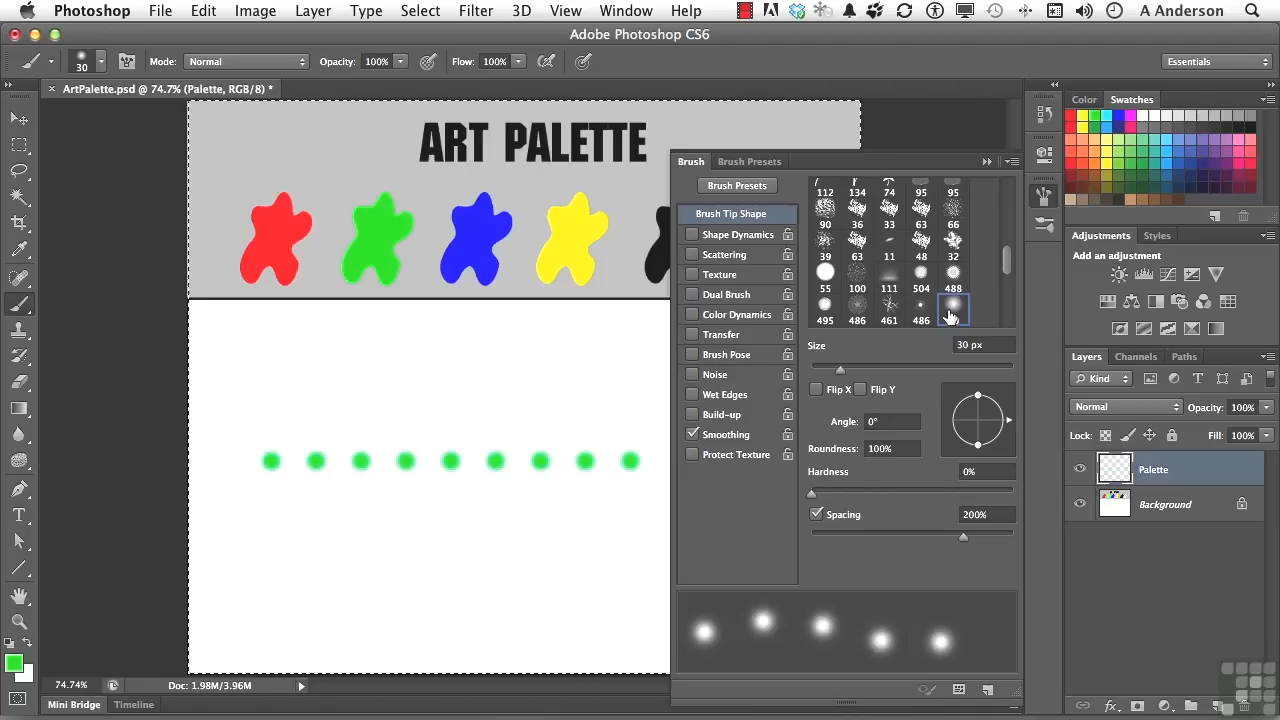 Photoshop File Edit Image Layer Type Select Filter 3D View Window Help A Anderson
Adobe Photoshop CS6
30 Mode: Normal Opacity: 100% Flow: 100% Essentials
× ArtPalette.psd @ 74.7% (Palette, RGB/8) *
ART PALETTE
Brush Brush Presets
Brush Presets
Brush Tip Shape
Shape Dynamics
Scattering
Texture
Dual Brush
Color Dynamics
Transfer
Brush Pose
Noise
Wet Edges
Build-up
Smoothing
Protect Texture
112 134 74 95 95
90 36 33 63 66
39 63 11 48 32
55 100 111 504 488
495 486 461 486
Size 30 px
Flip X Flip Y
Angle: 0°
Roundness: 100%
Hardness 0%
Spacing 200%
Color Swatches
Adjustments Styles
Add an adjustment
Layers Channels Paths
Kind
Normal Opacity: 100%
Lock: Fill: 100%
Palette
Background
74.74% Doc: 1.98M/3.96M
Mini Bridge Timeline